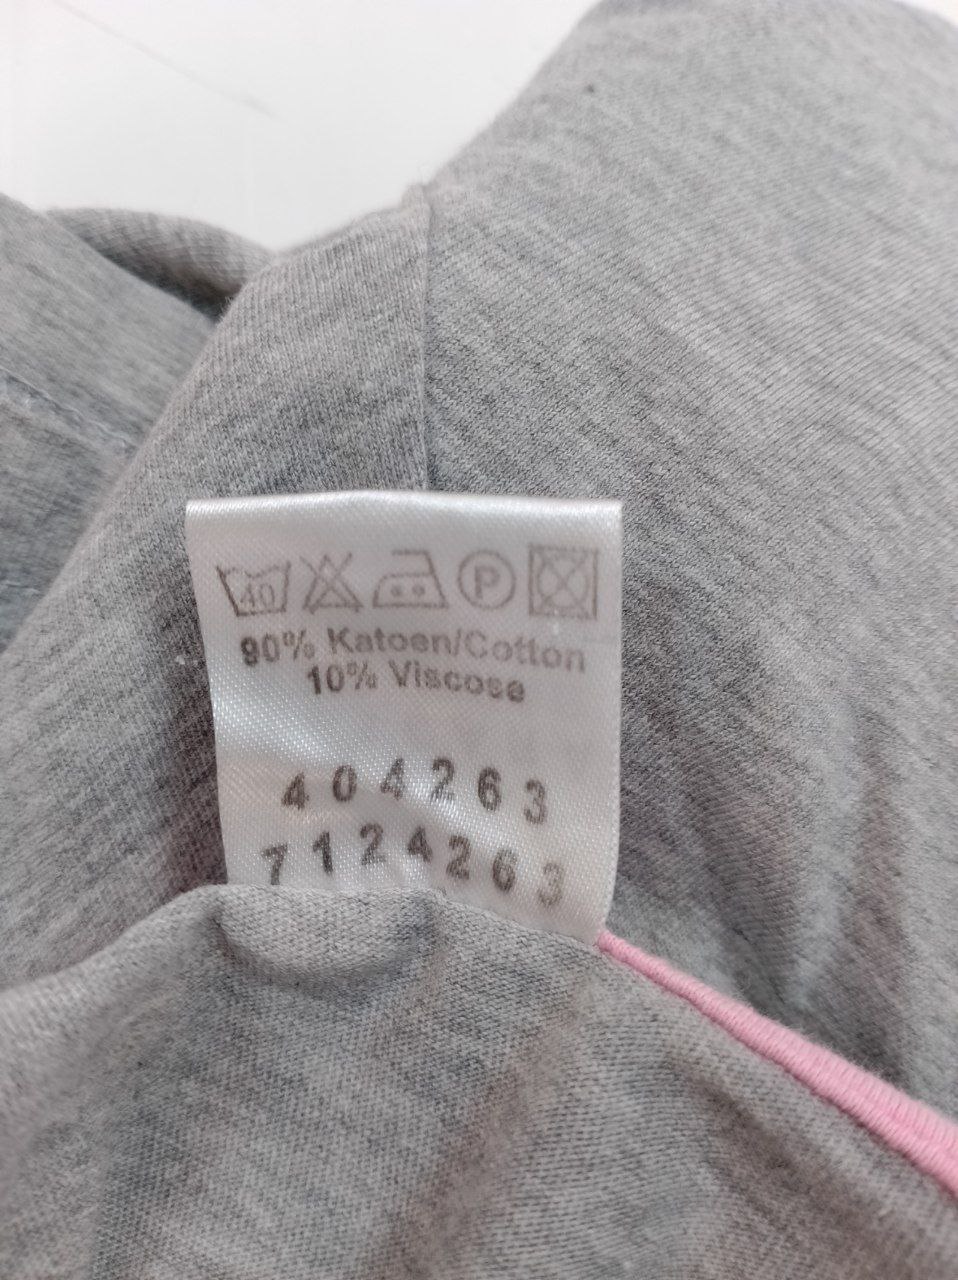 40 P
90% Katoen/Cotton
10% Viscose
404263
7124263